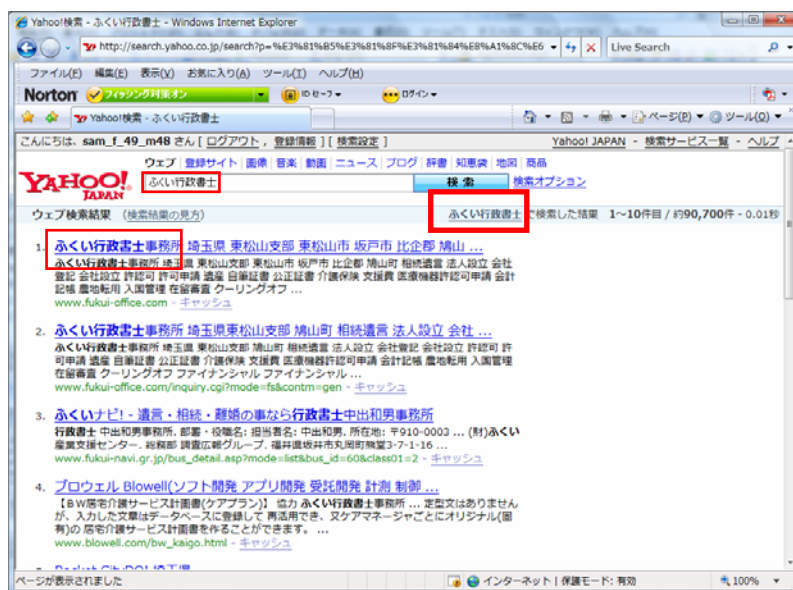 Yahoo!検索 - ふくい行政書士 - Windows Internet Explorer
http://search.yahoo.co.jp/search?p=%E3%81%B5%E3%81%8F%E3%81%84%E8%A1%8C%E6
Live Search
ファイル(F) 編集(E) 表示(V) お気に入り(A) ツール(T) ヘルプ(H)
Norton フィッシング対策オン ID セーフ ログイン
Yahoo!検索 - ふくい行政書士
ページ(P) ツール(O)
こんにちは、sam_f_49_m48 さん [ ログアウト, 登録情報 ] [ 検索設定 ]
Yahoo! JAPAN - 検索サービス一覧 - ヘルプ
ウェブ | 登録サイト | 画像 | 音楽 | 動画 | ニュース | ブログ | 辞書 | 知恵袋 | 地図 | 商品
YAHOO! JAPAN
ふくい行政書士 検索 検索オプション
ウェブ検索結果 (検索結果の見方)
ふくい行政書士 で検索した結果 1~10件目 / 約90,700件 - 0.01秒
1. ふくい行政書士事務所 埼玉県 東松山支部 東松山市 坂戸市 比企郡 鳩山 ...
ふくい行政書士事務所 埼玉県 東松山支部 東松山市 坂戸市 比企郡 鳩山町 相続遺言 法人設立 会社
登記 会社設立 許認可 許可申請 遺産 自筆証書 公正証書 介護保険 支援費 医療機器許認可申請 会計
記帳 農地転用 入国管理 在留審査 クーリングオフ ...
www.fukui-office.com - キャッシュ
2. ふくい行政書士事務所 埼玉県東松山支部 鳩山町 相続遺言 法人設立 会社 ...
ふくい行政書士事務所 埼玉県 東松山支部 鳩山町 相続遺言 法人設立 会社登記 会社設立 許認可 許
可申請 遺産 自筆証書 公正証書 介護保険 支援費 医療機器許認可申請 会計記帳 農地転用 入国管理
在留審査 クーリングオフ ファイナンシャル ファイナンシャル ...
www.fukui-office.com/inquiry.cgi?mode=fs&contm=gen - キャッシュ
3. ふくいナビ! - 遺言・相続・離婚の事なら行政書士中出和男事務所
行政書士 中出和男事務所. 部署・役職名: 担当者名: 中出和男. 所在地: 〒910-0003 ... (財)ふくい
産業支援センター. 総務部 調査広報グループ. 福井県坂井市丸岡町熊堂3-7-1-16 ...
www.fukui-navi.gr.jp/bus_detail.asp?mode=list&bus_id=60&class01=2 - キャッシュ
4. プロウェル Blowell(ソフト開発 アプリ開発 受託開発 計測 制御 ...
【BW居宅介護サービス計画書(ケアプラン)】 協力 ふくい行政書士事務所 ... 定型文はありません
が、入力した文章はデータベースに登録して 再活用でき、又ケアマネージャごとにオリジナル(固
有)の 居宅介護サービス計画書を作ることができます。 ...
www.blowell.com/bw_kaigo.html - キャッシュ
ページが表示されました
インターネット | 保護モード: 有効
100%